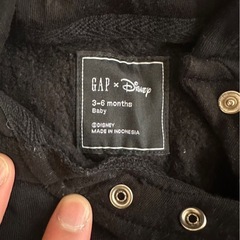 GAP × Disney
3-6 months
Baby
©DISNEY
MADE IN INDONESIA